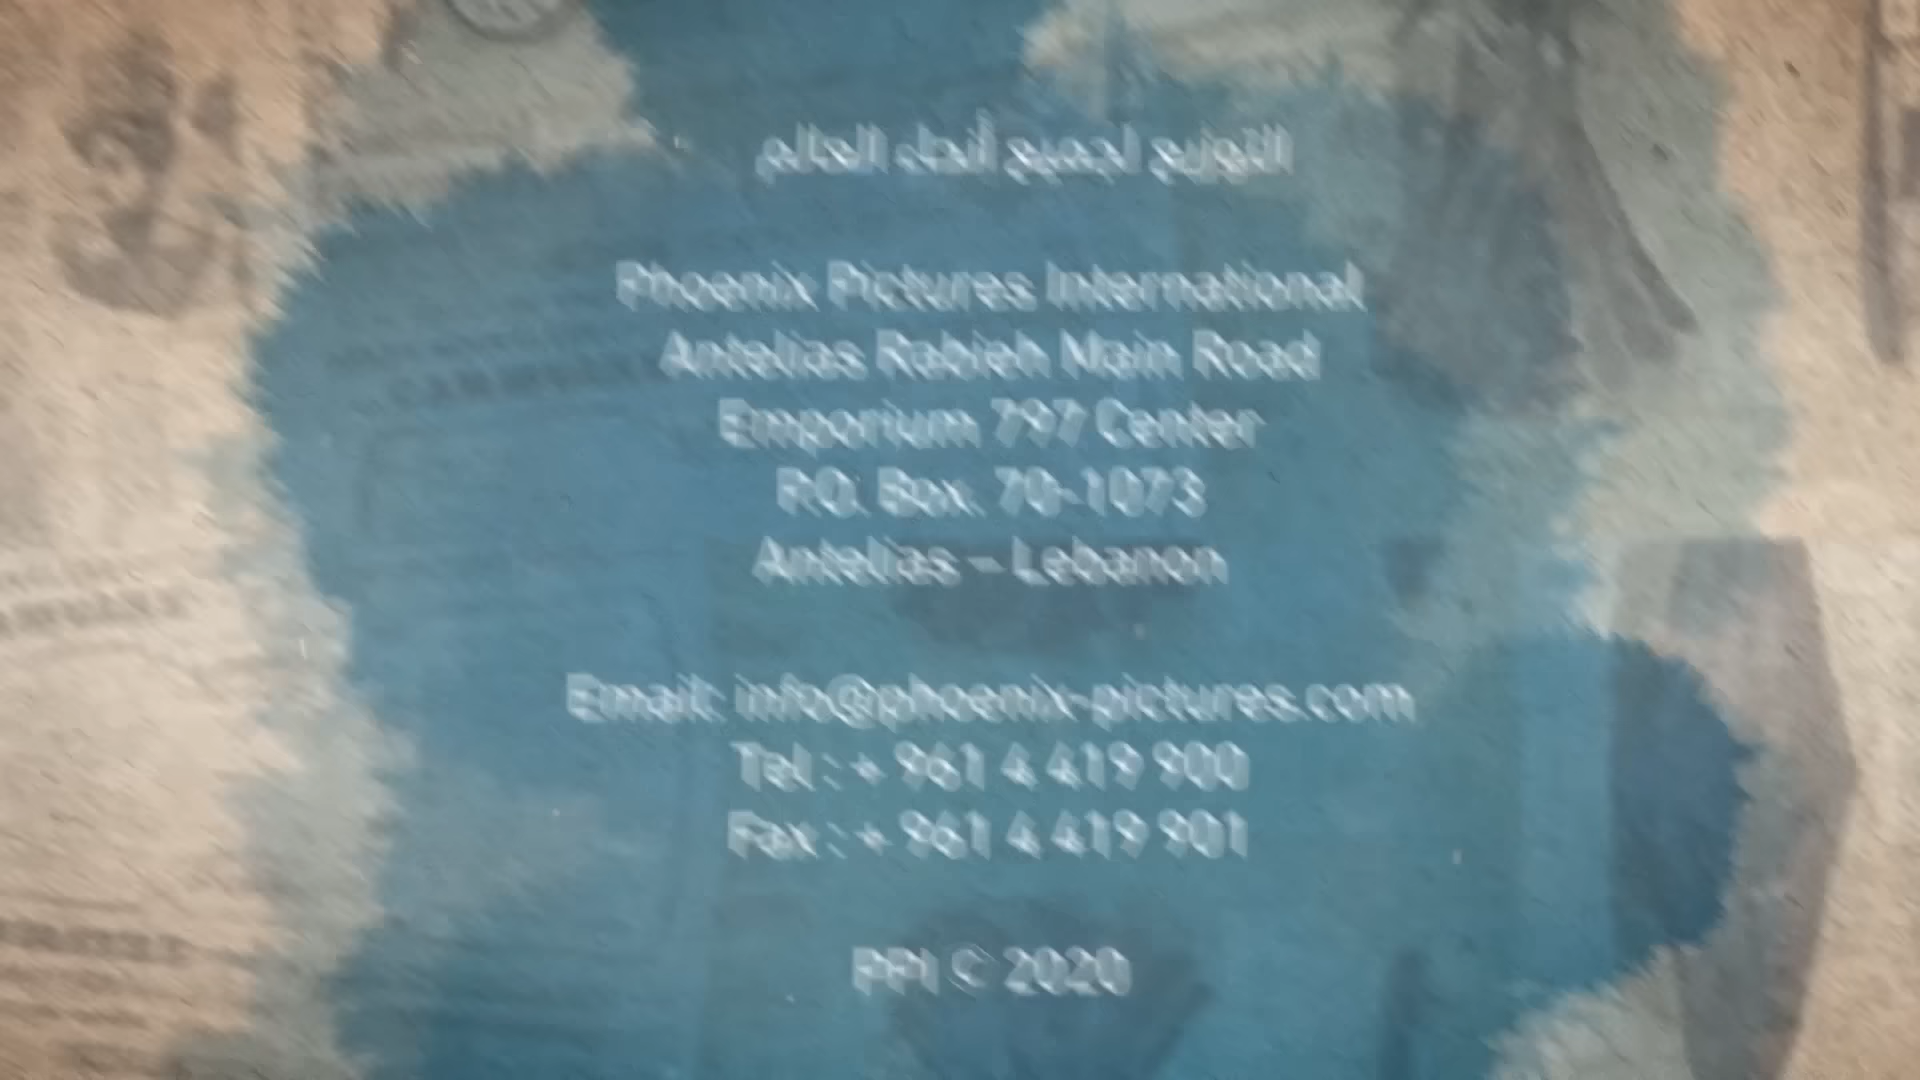 التوزيع لجميع أنحاء العالم
Phoenix Pictures International
Antelias Rabieh Main Road
Emporium 797 Center
P.O. Box. 70-1073
Antelias – Lebanon
Email: info@phoenix-pictures.com
Tel : + 961 4 419 900
Fax : + 961 4 419 901
PPI © 2020